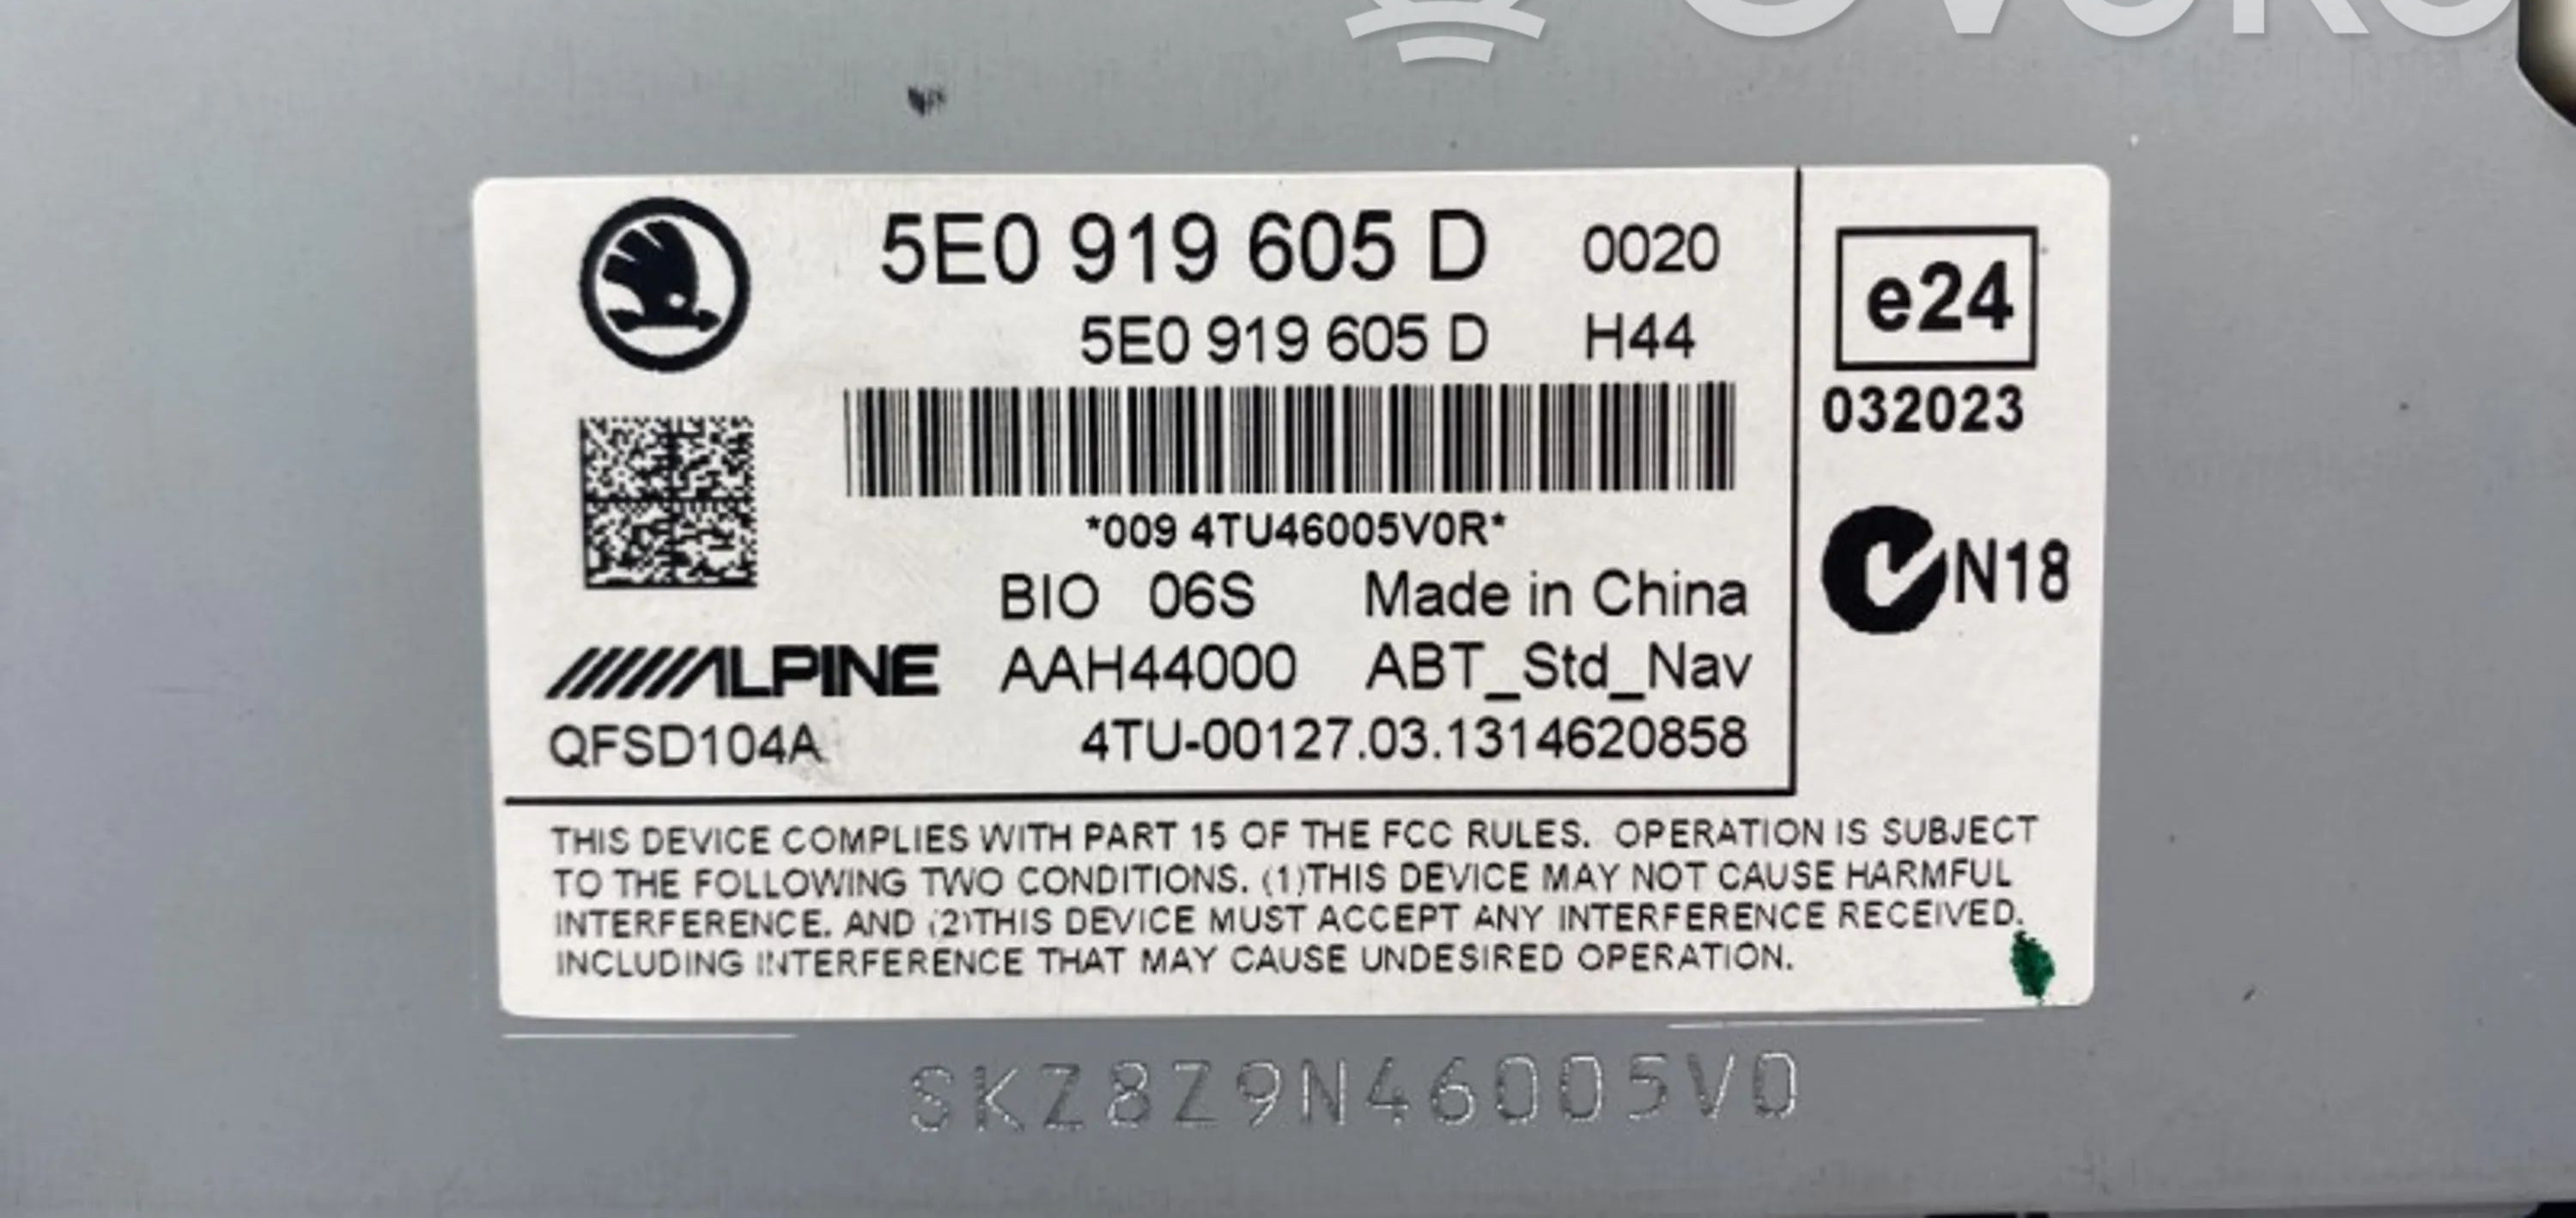 5E0 919 605 D 0020
5E0 919 605 D H44
e24
032023
*009 4TU46005V0R*
N18
BIO 06S Made in China
ALPINE AAH44000 ABT_Std_Nav
QFSD104A 4TU-00127.03.1314620858
THIS DEVICE COMPLIES WITH PART 15 OF THE FCC RULES. OPERATION IS SUBJECT
TO THE FOLLOWING TWO CONDITIONS. (1)THIS DEVICE MAY NOT CAUSE HARMFUL
INTERFERENCE. AND (2)THIS DEVICE MUST ACCEPT ANY INTERFERENCE RECEIVED.
INCLUDING INTERFERENCE THAT MAY CAUSE UNDESIRED OPERATION.
SKZ8Z9N46005V0